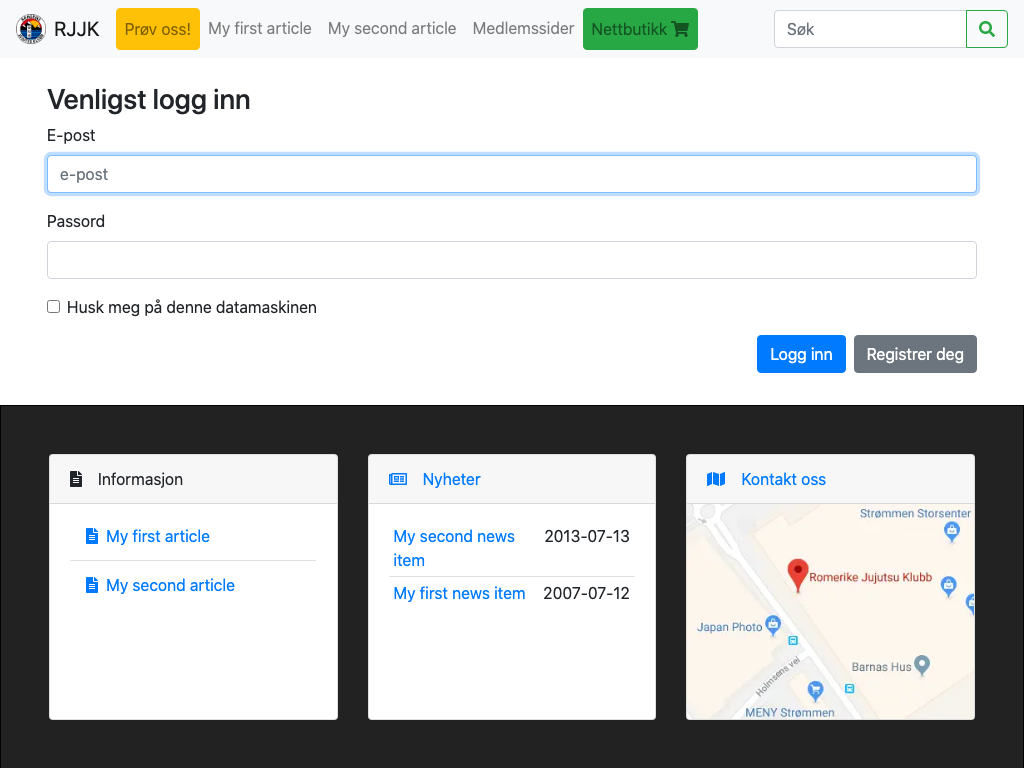 RJJK
Prøv oss!
My first article
My second article
Medlemssider
Nettbutikk
Søk
Venligst logg inn
E-post
e-post
Passord
Husk meg på denne datamaskinen
Logg inn
Registrer deg
Informasjon
My first article
My second article
Nyheter
My second news item 2013-07-13
My first news item 2007-07-12
Kontakt oss
Strømmen Storsenter
Romerike Jujutsu Klubb
Japan Photo
Barnas Hus
Holmsens vei
MENY Strømmen